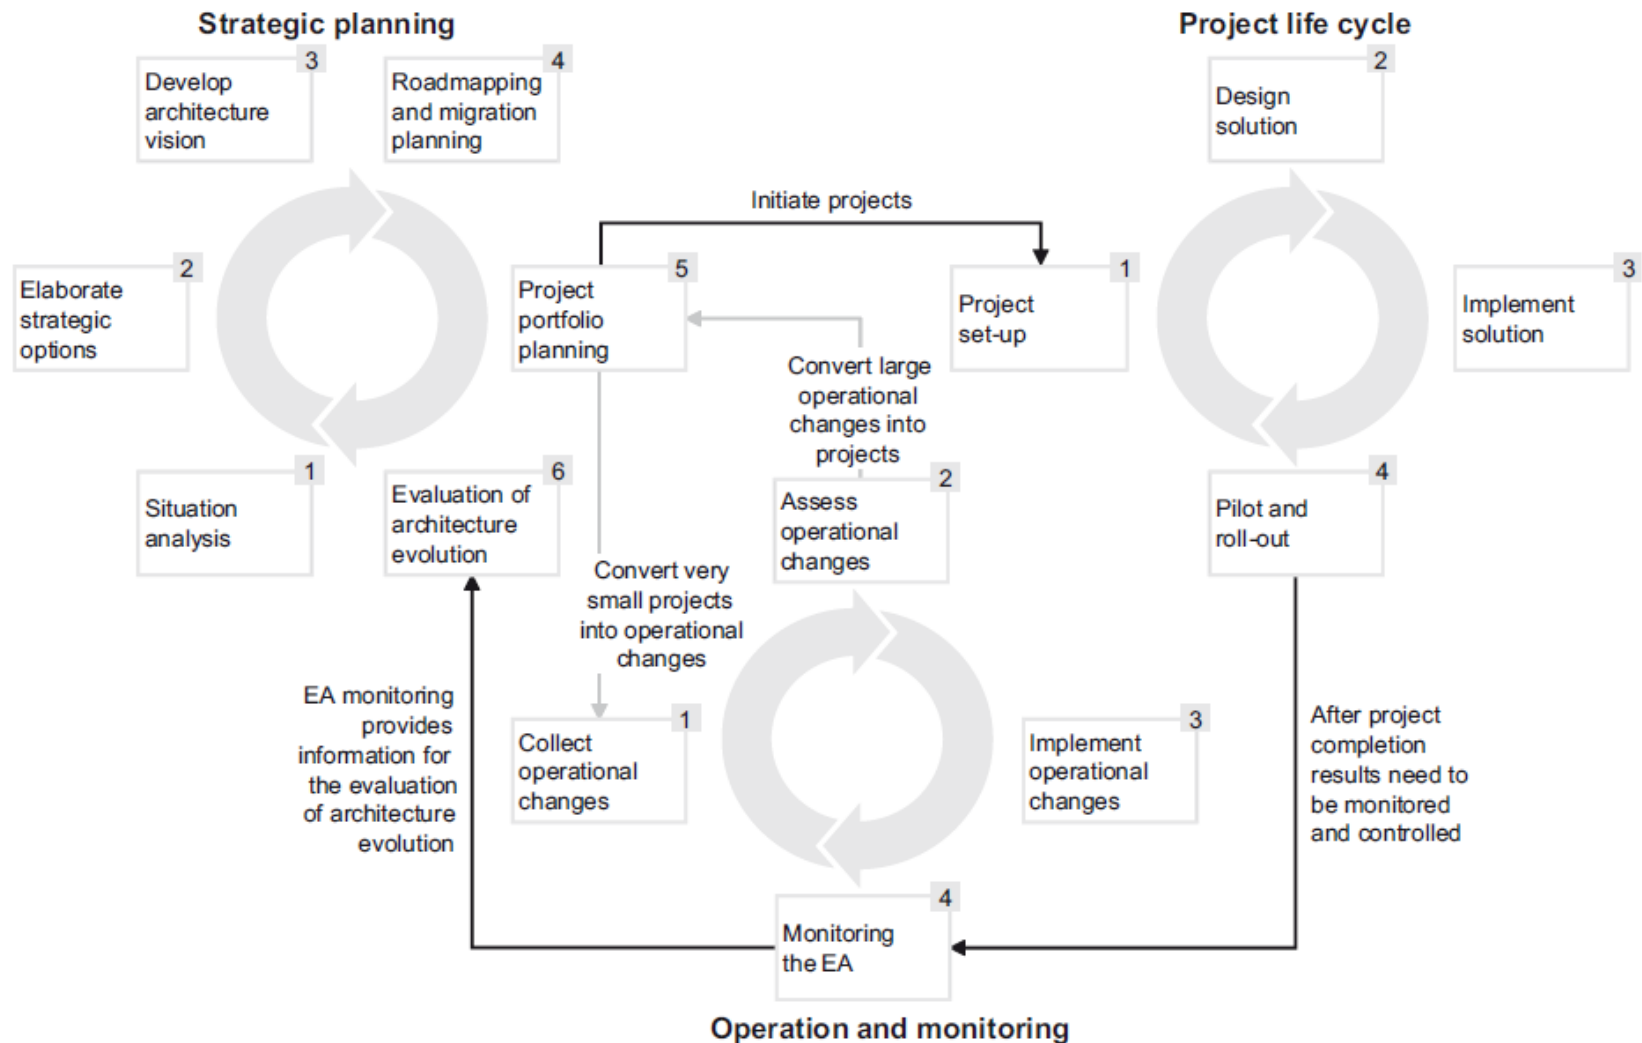 Strategic planning
3
Develop
architecture
vision
4
Roadmapping
and migration
planning
2
Elaborate
strategic
options
5
Project
portfolio
planning
1
Situation
analysis
6
Evaluation of
architecture
evolution
Initiate projects
Project life cycle
2
Design
solution
1
Project
set-up
3
Implement
solution
4
Pilot and
roll-out
Convert large
operational
changes into
projects
Convert very
small projects
into operational
changes
2
Assess
operational
changes
1
Collect
operational
changes
3
Implement
operational
changes
4
Monitoring
the EA
EA monitoring
provides
information for
the evaluation
of architecture
evolution
After project
completion
results need to
be monitored
and controlled
Operation and monitoring